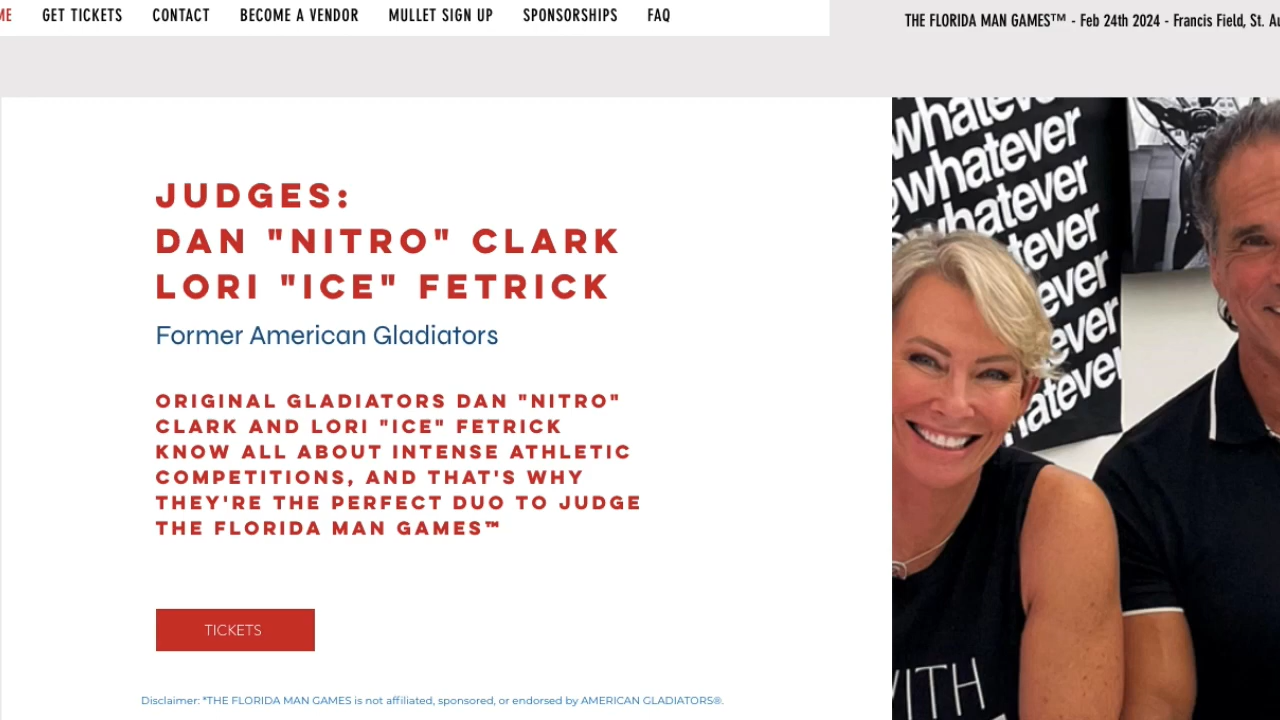 GET TICKETS CONTACT BECOME A VENDOR MULLET SIGN UP SPONSORSHIPS FAQ
THE FLORIDA MAN GAMES™ - Feb 24th 2024 - Francis Field, St.
JUDGES:
DAN "NITRO" CLARK
LORI "ICE" FETRICK
Former American Gladiators
ORIGINAL GLADIATORS DAN "NITRO"
CLARK AND LORI "ICE" FETRICK
KNOW ALL ABOUT INTENSE ATHLETIC
COMPETITIONS, AND THAT'S WHY
THEY'RE THE PERFECT DUO TO JUDGE
THE FLORIDA MAN GAMES™
TICKETS
Disclaimer: *THE FLORIDA MAN GAMES is not affiliated, sponsored, or endorsed by AMERICAN GLADIATORS®.
whatever
@whatever
whatever
tever
ever
ever
atever
WITH